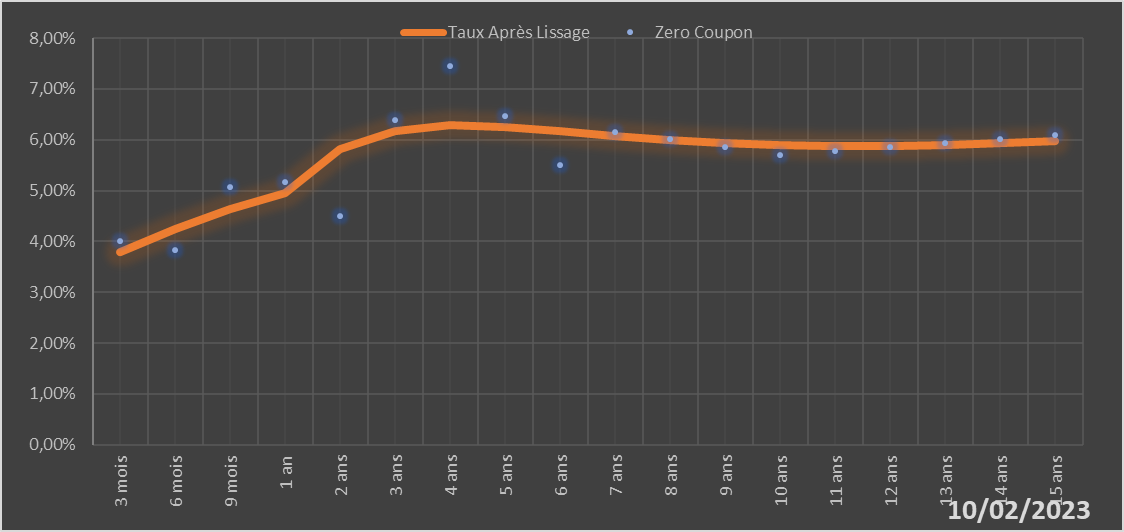 Taux Après Lissage Zero Coupon
8,00%
7,00%
6,00%
5,00%
4,00%
3,00%
2,00%
1,00%
0,00%
3 mois
6 mois
9 mois
1 an
2 ans
3 ans
4 ans
5 ans
6 ans
7 ans
8 ans
9 ans
10 ans
11 ans
12 ans
13 ans
14 ans
15 ans
10/02/2023